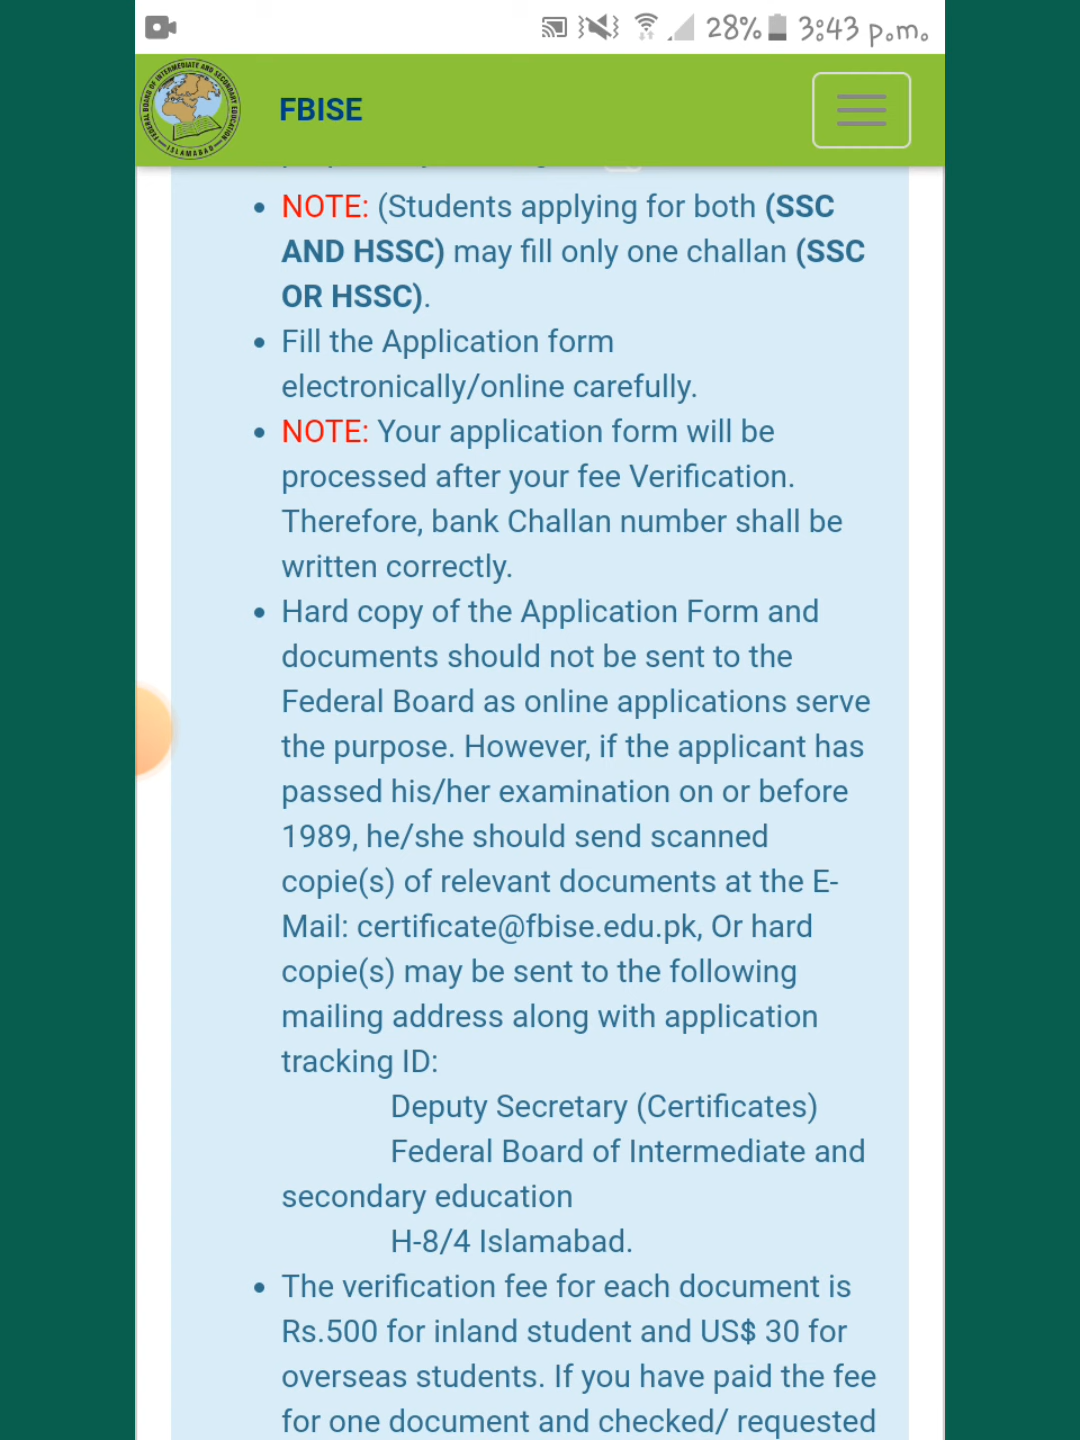 28% 3:43 p.m.
FEDERAL BOARD OF INTERMEDIATE AND SECONDARY EDUCATION
ISLAMABAD
FBISE
NOTE: (Students applying for both (SSC
AND HSSC) may fill only one challan (SSC
OR HSSC).
Fill the Application form
electronically/online carefully.
NOTE: Your application form will be
processed after your fee Verification.
Therefore, bank Challan number shall be
written correctly.
Hard copy of the Application Form and
documents should not be sent to the
Federal Board as online applications serve
the purpose. However, if the applicant has
passed his/her examination on or before
1989, he/she should send scanned
copie(s) of relevant documents at the E-
Mail: certificate@fbise.edu.pk, Or hard
copie(s) may be sent to the following
mailing address along with application
tracking ID:
Deputy Secretary (Certificates)
Federal Board of Intermediate and
secondary education
H-8/4 Islamabad.
The verification fee for each document is
Rs.500 for inland student and US$ 30 for
overseas students. If you have paid the fee
for one document and checked/ requested